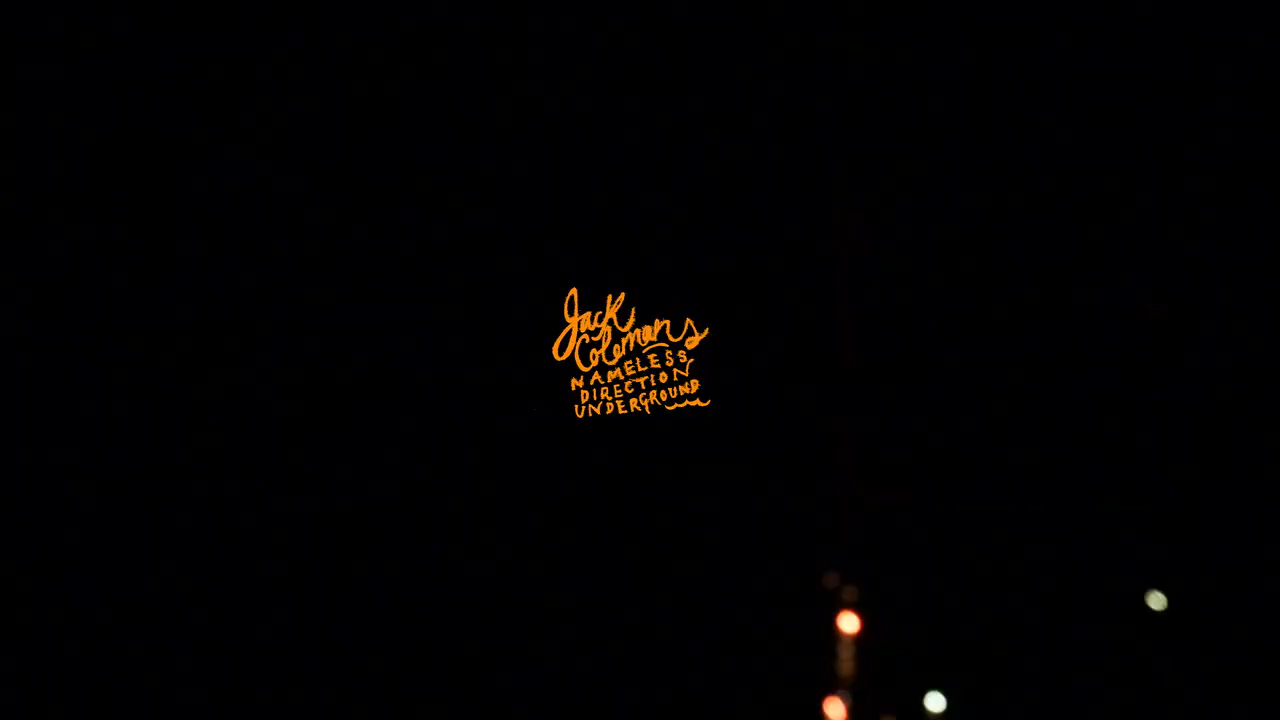 Jack
Coleman's
NAMELESS
DIRECTION
UNDERGROUND